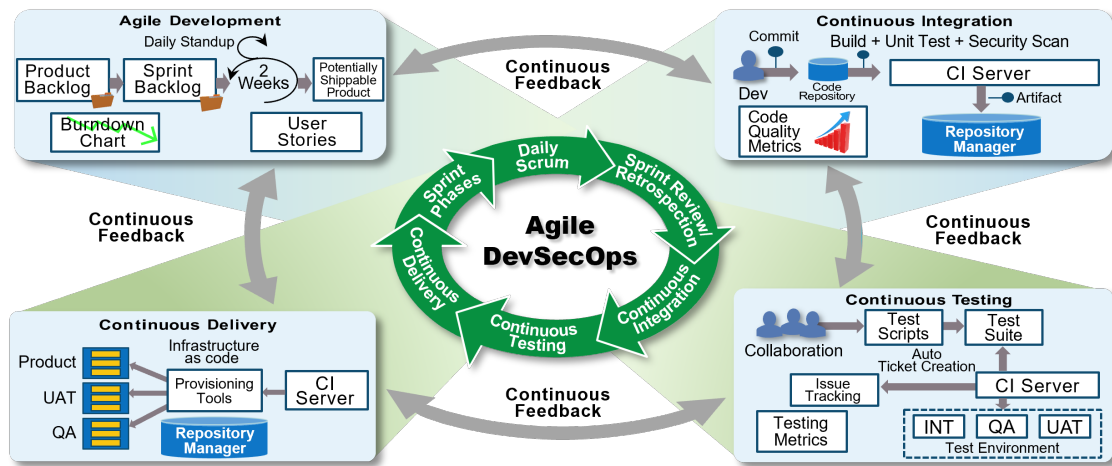 Agile Development
Daily Standup
Product
Backlog
Sprint
Backlog
2
Weeks
Potentially
Shippable
Product
Burndown
Chart
User
Stories
Continuous
Feedback
Continuous Integration
Commit
Build + Unit Test + Security Scan
Dev
Code
Repository
CI Server
Artifact
Code
Quality
Metrics
Repository
Manager
Continuous
Feedback
Sprint
Phases
Daily
Scrum
Sprint Review/
Retrospection
Agile
DevSecOps
Continuous
Delivery
Continuous
Testing
Continuous
Integration
Continuous
Feedback
Continuous Delivery
Infrastructure
as code
Product
UAT
QA
Provisioning
Tools
CI
Server
Repository
Manager
Continuous
Feedback
Continuous Testing
Collaboration
Test
Scripts
Test
Suite
Auto
Ticket Creation
Issue
Tracking
CI Server
Testing
Metrics
INT
QA
UAT
Test Environment